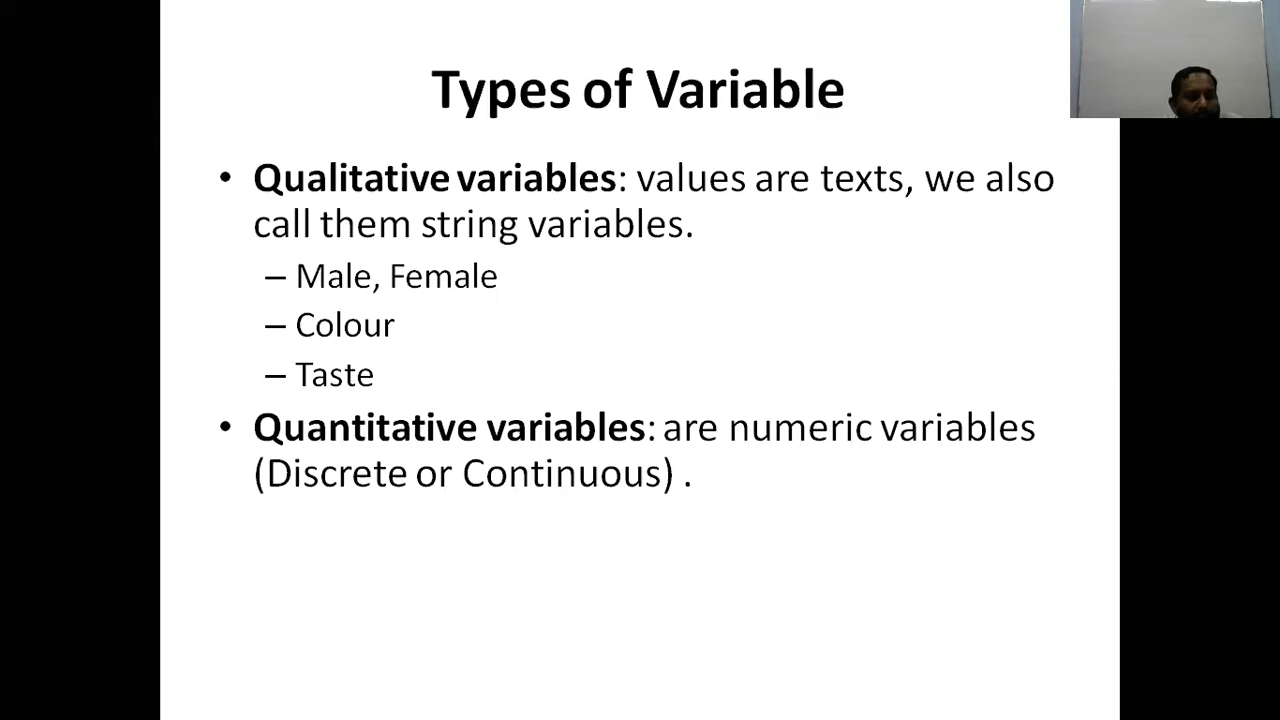 Types of Variable
• Qualitative variables: values are texts, we also
call them string variables.
– Male, Female
– Colour
– Taste
• Quantitative variables: are numeric variables
(Discrete or Continuous) .